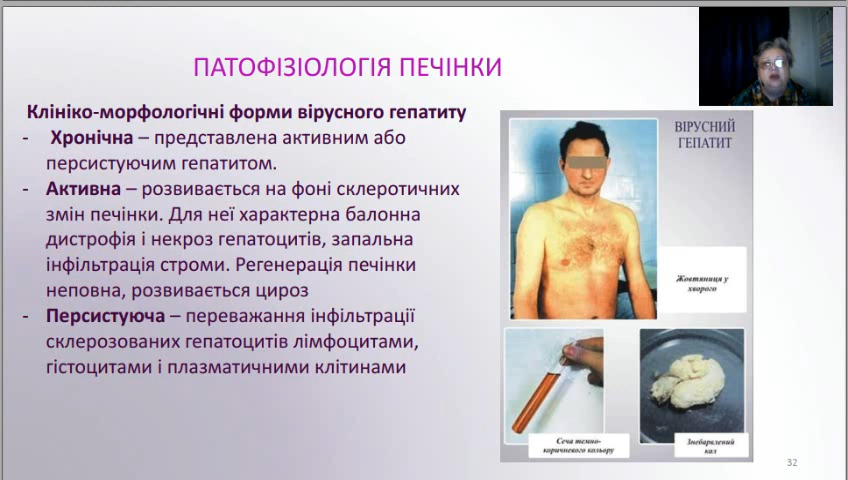 ПАТОФІЗІОЛОГІЯ ПЕЧІНКИ
Клініко-морфологічні форми вірусного гепатиту
- Хронічна – представлена активним або
персистуючим гепатитом.
- Активна – розвивається на фоні склеротичних
змін печінки. Для неї характерна балонна
дистрофія і некроз гепатоцитів, запальна
інфільтрація строми. Регенерація печінки
неповна, розвивається цироз
- Персистуюча – переважання інфільтрації
склерозованих гепатоцитів лімфоцитами,
гістоцитами і плазматичними клітинами
ВІРУСНИЙ
ГЕПАТИТ
Жовтяниця у
хворого
Сеча темно-
коричневого кольору
Знебарвлений
кал
32